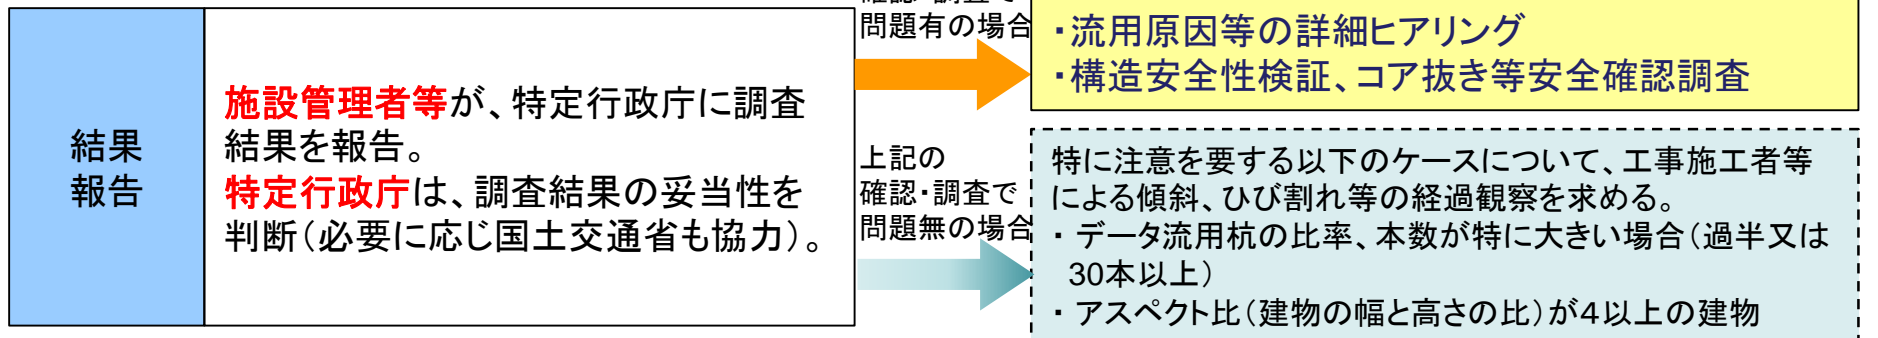 結果
報告
施設管理者等が、特定行政庁に調査
結果を報告。
特定行政庁は、調査結果の妥当性を
判断（必要に応じ国土交通省も協力）。
問題有の場合
・流用原因等の詳細ヒアリング
・構造安全性検証、コア抜き等安全確認調査
上記の
確認・調査で
問題無の場合
特に注意を要する以下のケースについて、工事施工者等
による傾斜、ひび割れ等の経過観察を求める。
・ データ流用杭の比率、本数が特に大きい場合（過半又は
30本以上）
・ アスペクト比（建物の幅と高さの比）が４以上の建物